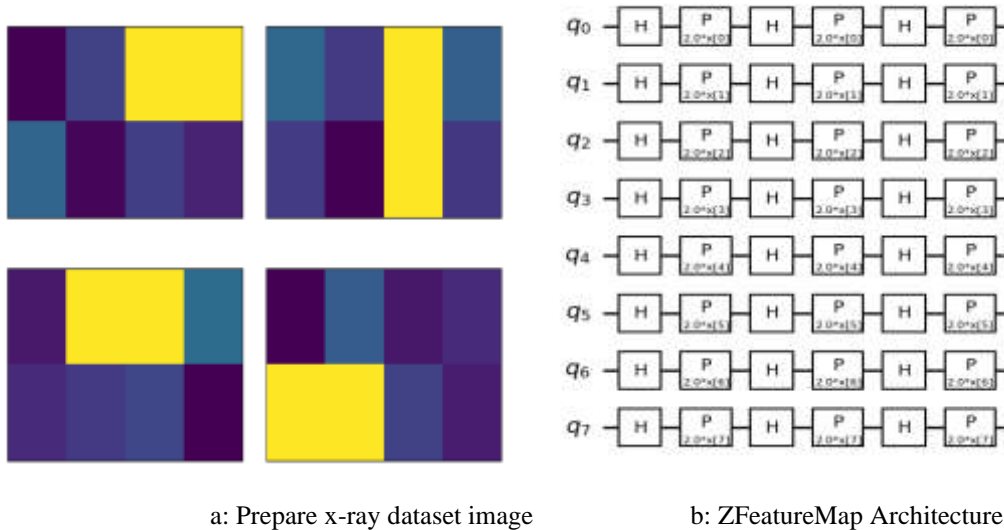 q0 H P H P H P
2.0*x[0] 2.0*x[0] 2.0*x[0]
q1 H P H P H P
2.0*x[1] 2.0*x[1] 2.0*x[1]
q2 H P H P H P
2.0*x[2] 2.0*x[2] 2.0*x[2]
q3 H P H P H P
2.0*x[3] 2.0*x[3] 2.0*x[3]
q4 H P H P H P
2.0*x[4] 2.0*x[4] 2.0*x[4]
q5 H P H P H P
2.0*x[5] 2.0*x[5] 2.0*x[5]
q6 H P H P H P
2.0*x[6] 2.0*x[6] 2.0*x[6]
q7 H P H P H P
2.0*x[7] 2.0*x[7] 2.0*x[7]
a: Prepare x-ray dataset image b: ZFeatureMap Architecture